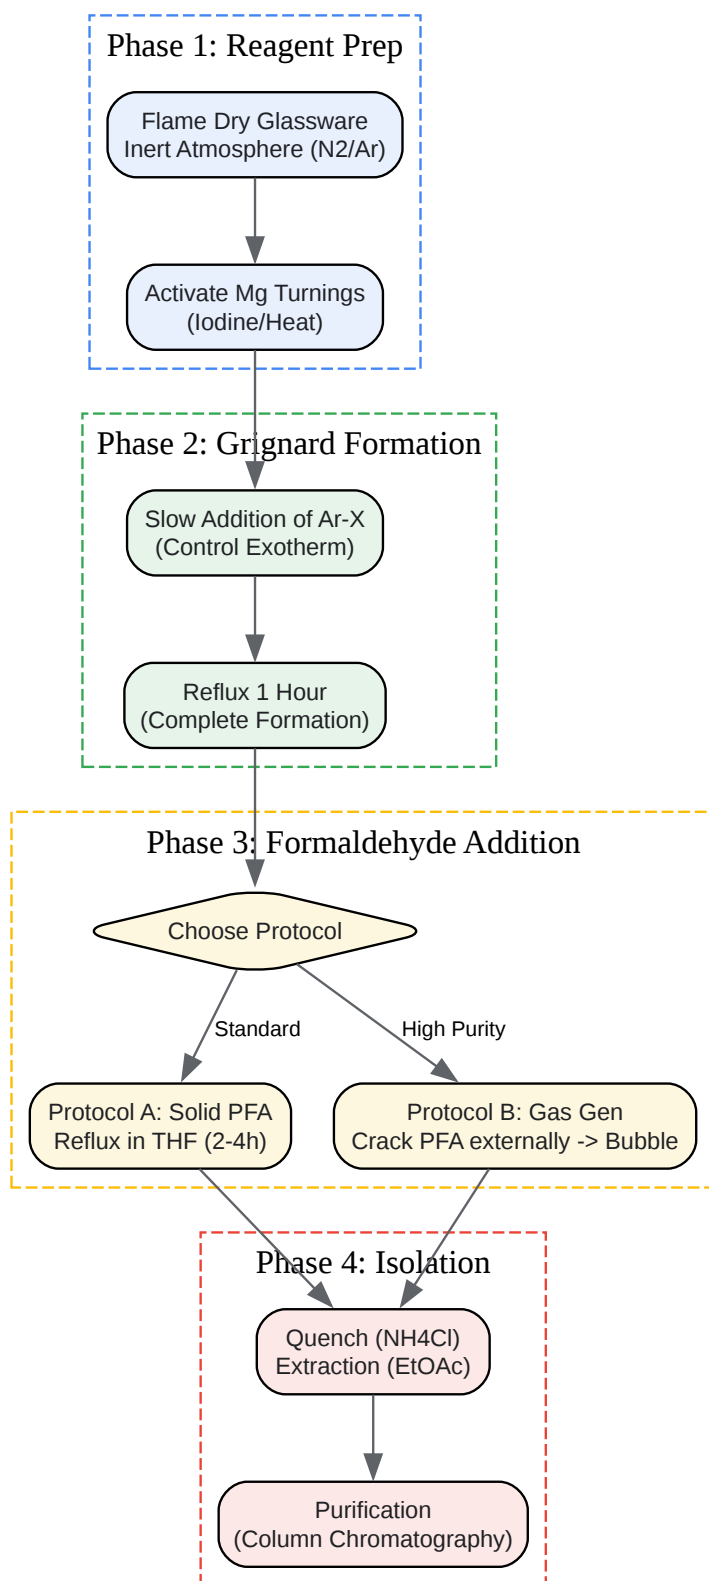 Phase 1: Reagent Prep
Flame Dry Glassware
Inert Atmosphere (N2/Ar)
Activate Mg Turnings
(Iodine/Heat)
Phase 2: Grignard Formation
Slow Addition of Ar-X
(Control Exotherm)
Reflux 1 Hour
(Complete Formation)
Phase 3: Formaldehyde Addition
Choose Protocol
Standard
High Purity
Protocol A: Solid PFA
Reflux in THF (2-4h)
Protocol B: Gas Gen
Crack PFA externally -> Bubble
Phase 4: Isolation
Quench (NH4Cl)
Extraction (EtOAc)
Purification
(Column Chromatography)